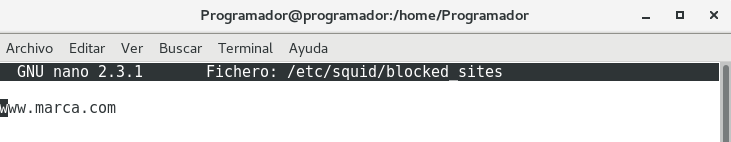 Programador@programador:/home/Programador
Archivo Editar Ver Buscar Terminal Ayuda
GNU nano 2.3.1 Fichero: /etc/squid/blocked_sites
www.marca.com